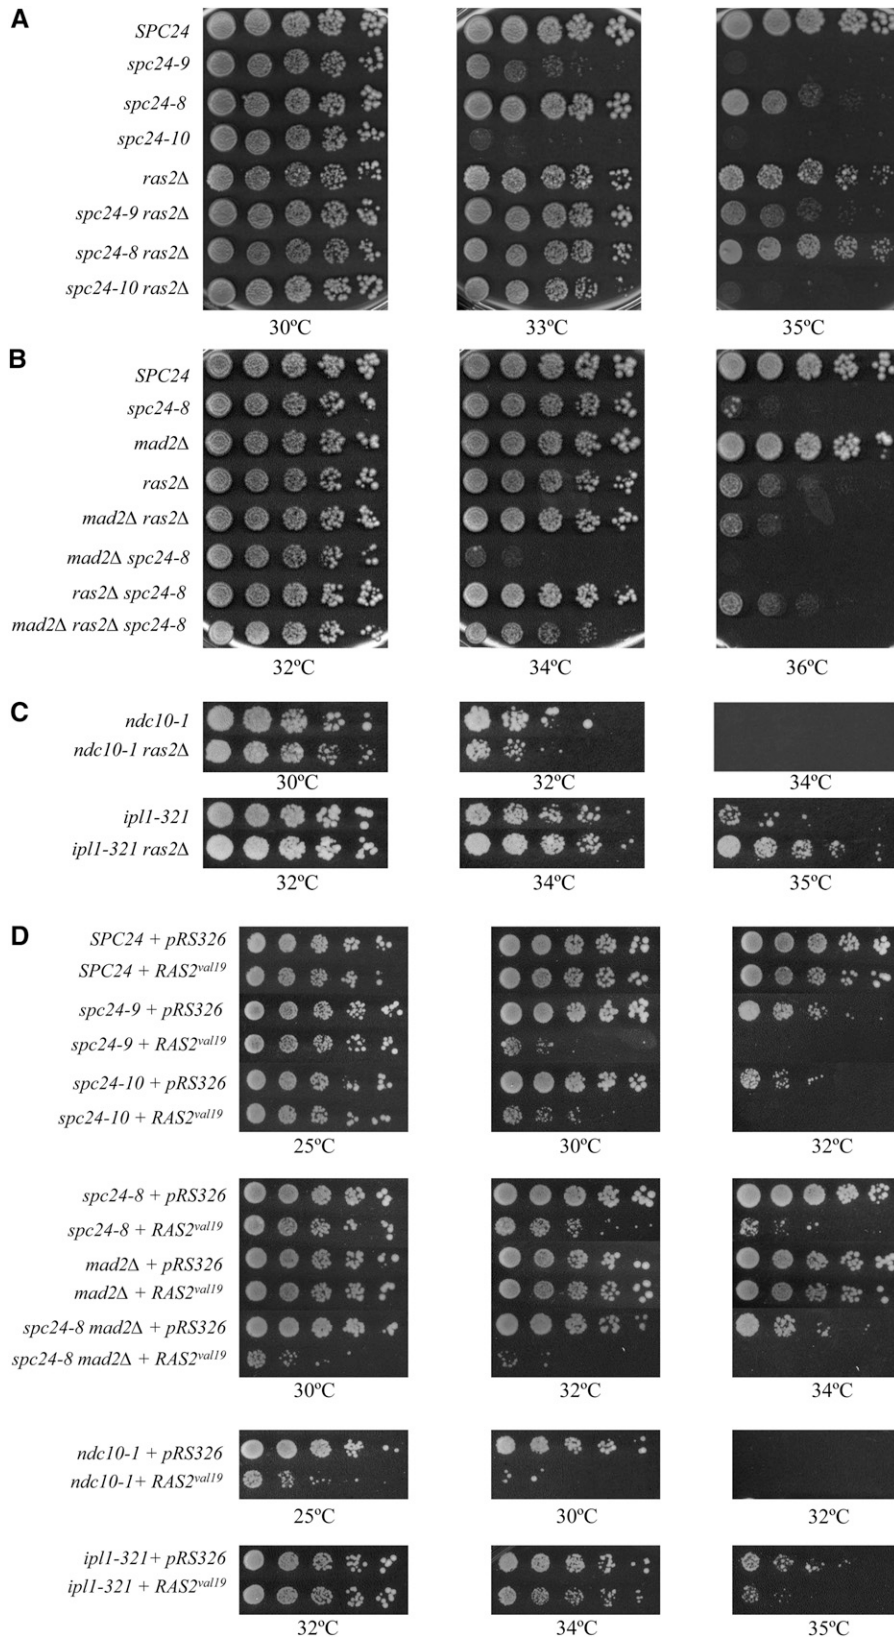 A
SPC24
spc24-9
spc24-8
spc24-10
ras2Δ
spc24-9 ras2Δ
spc24-8 ras2Δ
spc24-10 ras2Δ
30ºC
33ºC
35ºC
B
SPC24
spc24-8
mad2Δ
ras2Δ
mad2Δ ras2Δ
mad2Δ spc24-8
ras2Δ spc24-8
mad2Δ ras2Δ spc24-8
32ºC
34ºC
36ºC
C
ndc10-1
ndc10-1 ras2Δ
30ºC
32ºC
34ºC
ipl1-321
ipl1-321 ras2Δ
32ºC
34ºC
35ºC
D
SPC24 + pRS326
SPC24 + RAS2val19
spc24-9 + pRS326
spc24-9 + RAS2val19
spc24-10 + pRS326
spc24-10 + RAS2val19
25ºC
30ºC
32ºC
spc24-8 + pRS326
spc24-8 + RAS2val19
mad2Δ + pRS326
mad2Δ + RAS2val19
spc24-8 mad2Δ + pRS326
spc24-8 mad2Δ + RAS2val19
30ºC
32ºC
34ºC
ndc10-1 + pRS326
ndc10-1+ RAS2val19
25ºC
30ºC
32ºC
ipl1-321+ pRS326
ipl1-321 + RAS2val19
32ºC
34ºC
35ºC